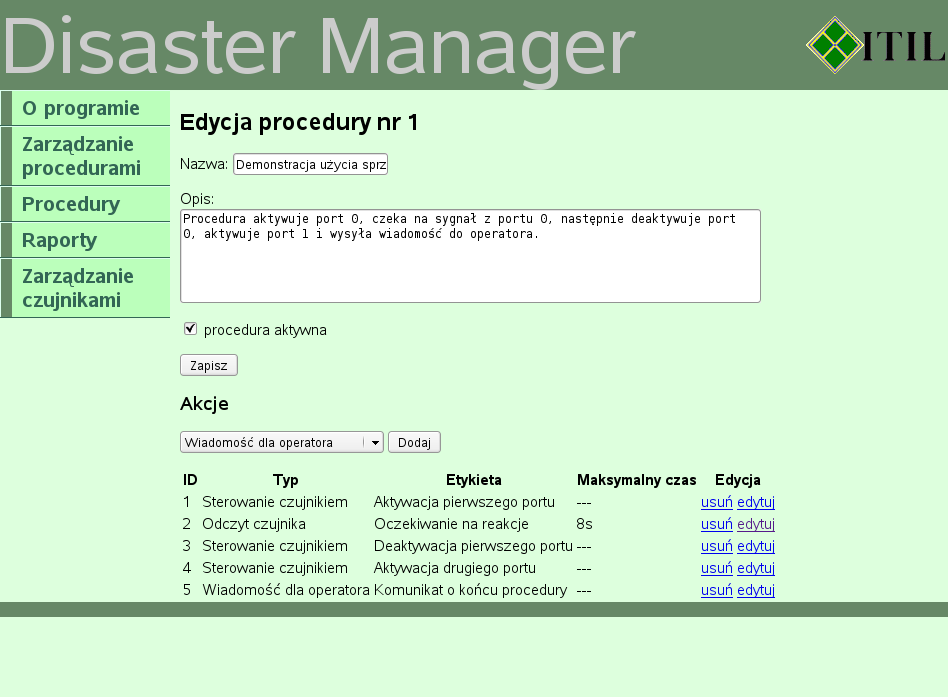 Disaster Manager
ITIL
O programie
Zarządzanie
procedurami
Procedury
Raporty
Zarządzanie
czujnikami
Edycja procedury nr 1
Nazwa: Demonstracja użycia sprz
Opis:
Procedura aktywuje port 0, czeka na sygnał z portu 0, następnie deaktywuje port
0, aktywuje port 1 i wysyła wiadomość do operatora.
procedura aktywna
Zapisz
Akcje
Wiadomość dla operatora Dodaj
ID Typ Etykieta Maksymalny czas Edycja
1 Sterowanie czujnikiem Aktywacja pierwszego portu --- usuń edytuj
2 Odczyt czujnika Oczekiwanie na reakcje 8s usuń edytuj
3 Sterowanie czujnikiem Deaktywacja pierwszego portu --- usuń edytuj
4 Sterowanie czujnikiem Aktywacja drugiego portu --- usuń edytuj
5 Wiadomość dla operatora Komunikat o końcu procedury --- usuń edytuj